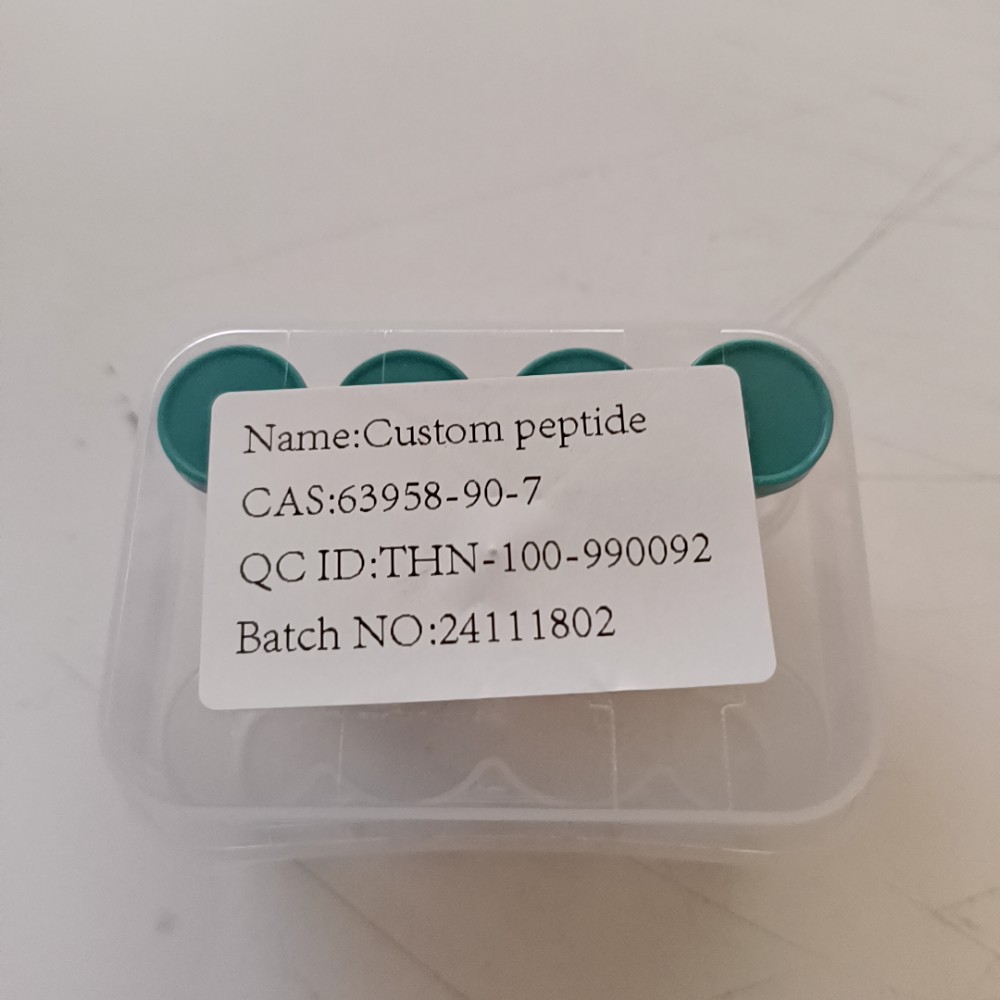 Name:Custom peptide
CAS:63958-90-7
QC ID:THN-100-990092
Batch NO:24111802